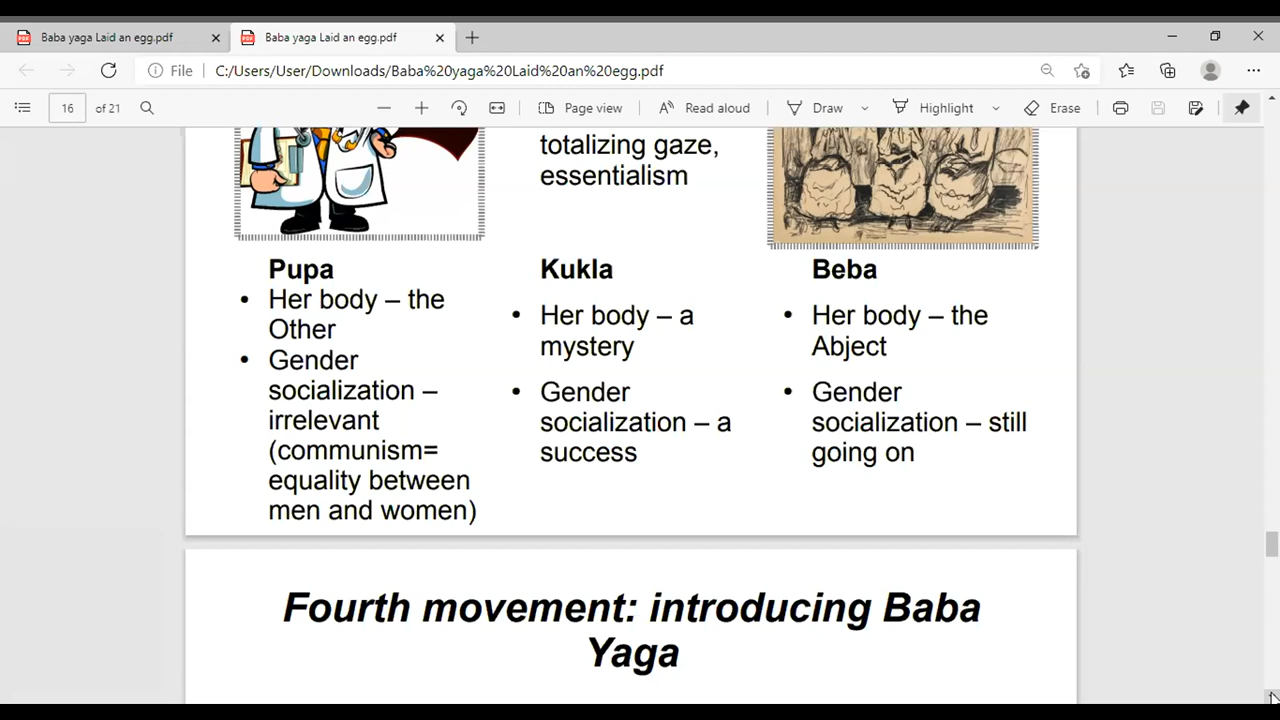 Baba yaga Laid an egg.pdf
Baba yaga Laid an egg.pdf
File
C:/Users/User/Downloads/Baba%20yaga%20Laid%20an%20egg.pdf
16 of 21
Page view
Read aloud
Draw
Highlight
Erase
totalizing gaze,
essentialism
Pupa
• Her body – the
Other
• Gender
socialization –
irrelevant
(communism=
equality between
men and women)
Kukla
• Her body – a
mystery
• Gender
socialization – a
success
Beba
• Her body – the
Abject
• Gender
socialization – still
going on
Fourth movement: introducing Baba
Yaga